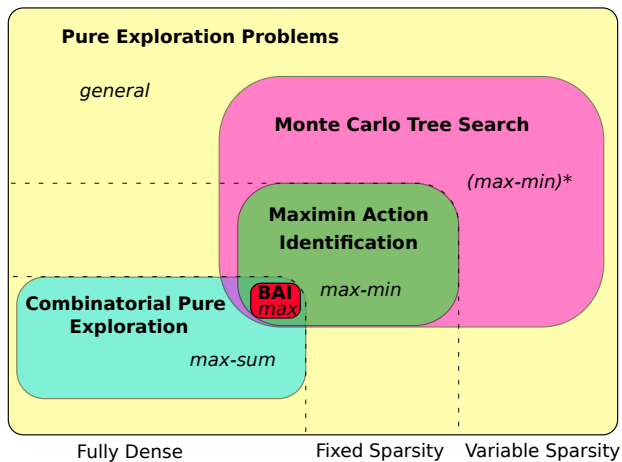 Pure Exploration Problems
general
Monte Carlo Tree Search
(max-min)*
Maximin Action
Identification
max-min
BAI
max
Combinatorial Pure
Exploration
max-sum
Fully Dense
Fixed Sparsity
Variable Sparsity